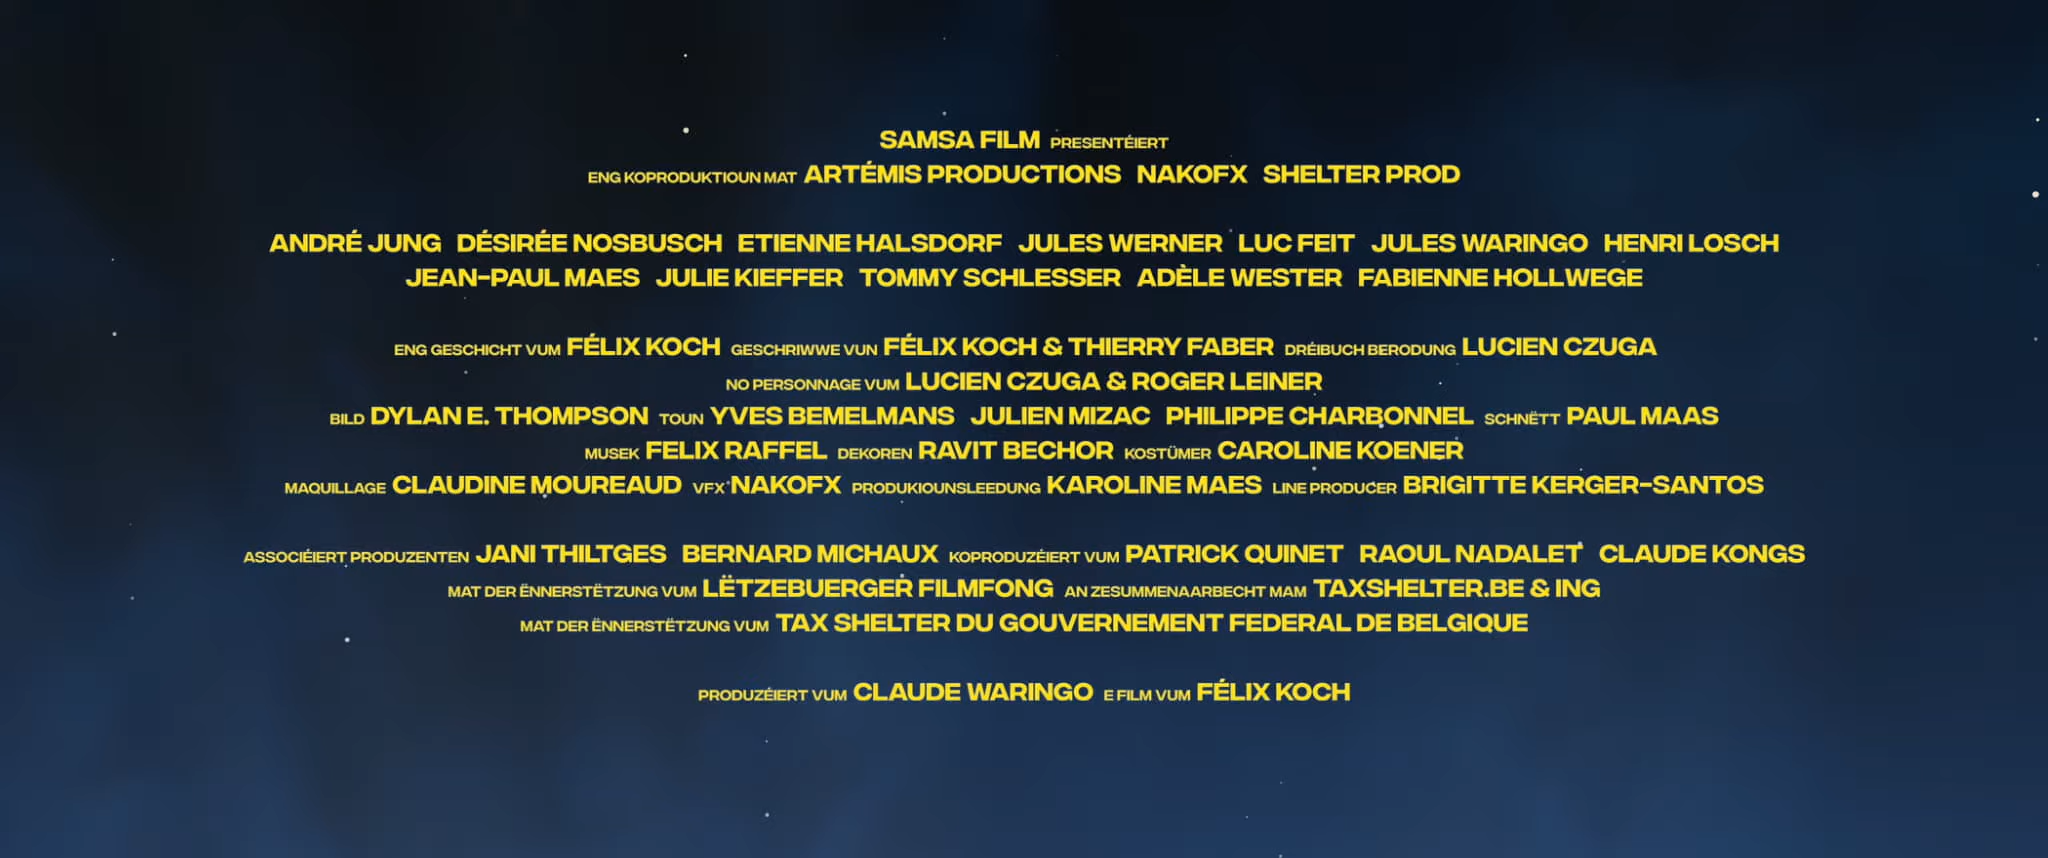 SAMSA FILM PRESENTÉIERT
ENG KOPRODUKTIOUN MAT ARTÉMIS PRODUCTIONS NAKOFX SHELTER PROD
ANDRÉ JUNG DÉSIRÉE NOSBUSCH ETIENNE HALSDORF JULES WERNER LUC FEIT JULES WARINGO HENRI LOSCH
JEAN-PAUL MAES JULIE KIEFFER TOMMY SCHLESSER ADÈLE WESTER FABIENNE HOLLWEGE
ENG GESCHICHT VUM FÉLIX KOCH GESCHRIWWE VUN FÉLIX KOCH & THIERRY FABER DRÉIBUCH BERODUNG LUCIEN CZUGA
NO PERSONNAGE VUM LUCIEN CZUGA & ROGER LEINER
BILD DYLAN E. THOMPSON TOUN YVES BEMELMANS JULIEN MIZAC PHILIPPE CHARBONNEL SCHNËTT PAUL MAAS
MUSEK FELIX RAFFEL DEKOREN RAVIT BECHOR KOSTÜMER CAROLINE KOENER
MAQUILLAGE CLAUDINE MOUREAUD VFX NAKOFX PRODUKIOUNSLEEDUNG KAROLINE MAES LINE PRODUCER BRIGITTE KERGER-SANTOS
ASSOCIÉIERT PRODUZENTEN JANI THILTGES BERNARD MICHAUX KOPRODUZÉIERT VUM PATRICK QUINET RAOUL NADALET CLAUDE KONGS
MAT DER ËNNERSTËTZUNG VUM LËTZEBUERGER FILMFONG AN ZESUMMENAARBECHT MAM TAXSHELTER.BE & ING
MAT DER ËNNERSTËTZUNG VUM TAX SHELTER DU GOUVERNEMENT FEDERAL DE BELGIQUE
PRODUZÉIERT VUM CLAUDE WARINGO E FILM VUM FÉLIX KOCH